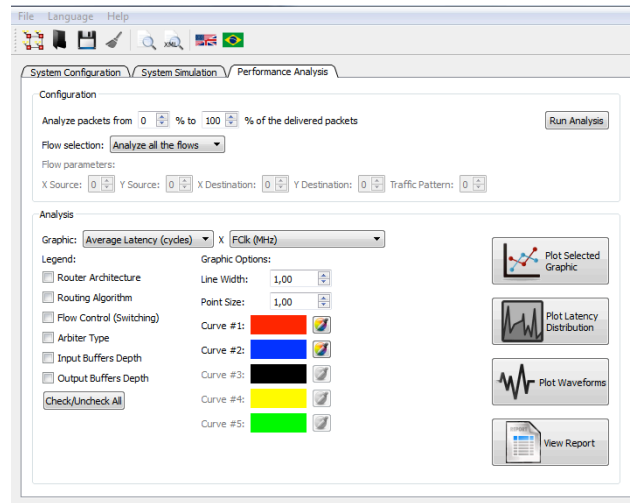 File Language Help
XML
System Configuration System Simulation Performance Analysis
Configuration
Analyze packets from 0 % to 100 % of the delivered packets Run Analysis
Flow selection: Analyze all the flows
Flow parameters:
X Source: 0 Y Source: 0 X Destination: 0 Y Destination: 0 Traffic Pattern: 0
Analysis
Graphic: Average Latency (cycles) X FClk (MHz)
Legend: Graphic Options:
Router Architecture Line Width: 1,00
Routing Algorithm Point Size: 1,00
Flow Control (Switching) Curve #1:
Arbiter Type Curve #2:
Input Buffers Depth Curve #3:
Output Buffers Depth Curve #4:
Check/Uncheck All Curve #5:
Plot Selected
Graphic
Plot Latency
Distribution
Plot Waveforms
REPORT
View Report